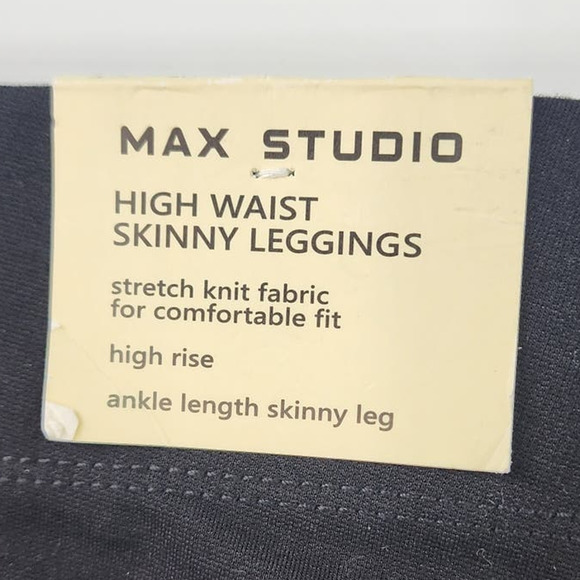 MAX STUDIO
HIGH WAIST
SKINNY LEGGINGS
stretch knit fabric
for comfortable fit
high rise
ankle length skinny leg